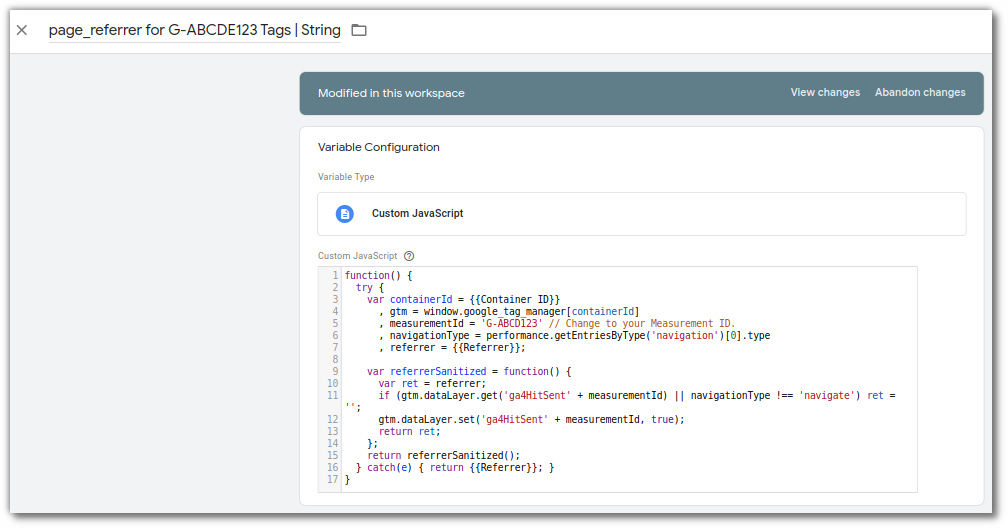 page_referrer for G-ABCDE123 Tags | String
Modified in this workspace View changes Abandon changes
Variable Configuration
Variable Type
Custom JavaScript
Custom JavaScript
1 function() {
2   try {
3     var containerId = {{Container ID}}
4       , gtm = window.google_tag_manager[containerId]
5       , measurementId = 'G-ABCD123' // Change to your Measurement ID.
6       , navigationType = performance.getEntriesByType('navigation')[0].type
7       , referrer = {{Referrer}};
8
9     var referrerSanitized = function() {
10       var ret = referrer;
11       if (gtm.dataLayer.get('ga4HitSent' + measurementId) || navigationType !== 'navigate') ret =
'';
12       gtm.dataLayer.set('ga4HitSent' + measurementId, true);
13       return ret;
14     };
15     return referrerSanitized();
16   } catch(e) { return {{Referrer}}; }
17 }